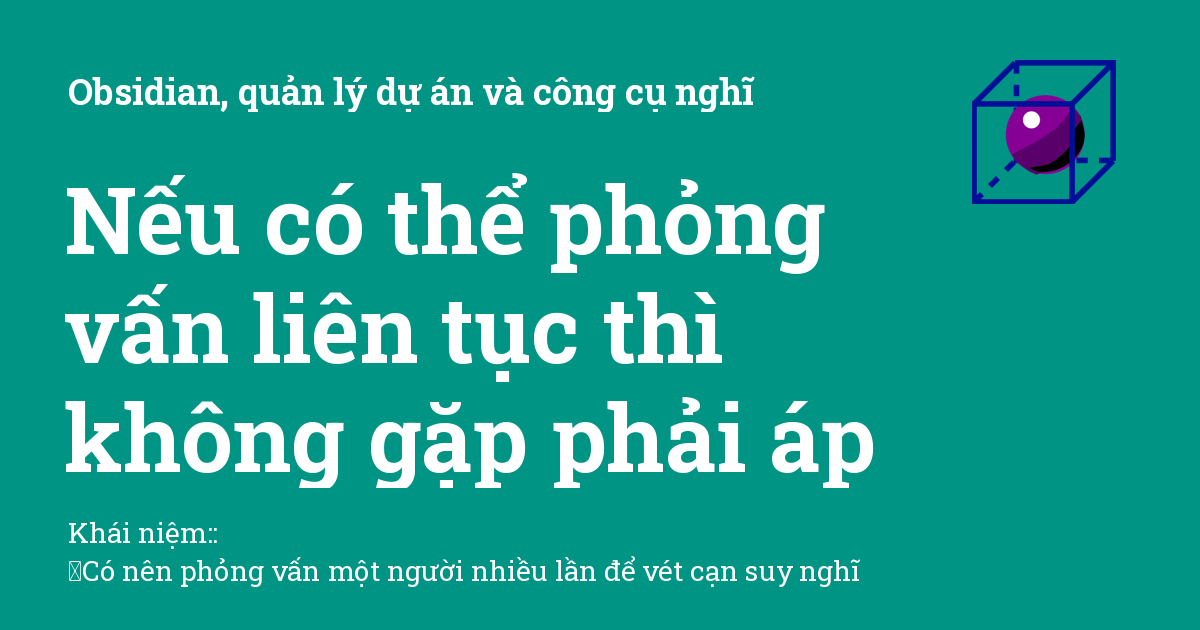 Obsidian, quản lý dự án và công cụ nghĩ
Nếu có thể phỏng
vấn liên tục thì
không gặp phải áp
Khái niệm::
Có nên phỏng vấn một người nhiều lần để vét cạn suy nghĩ